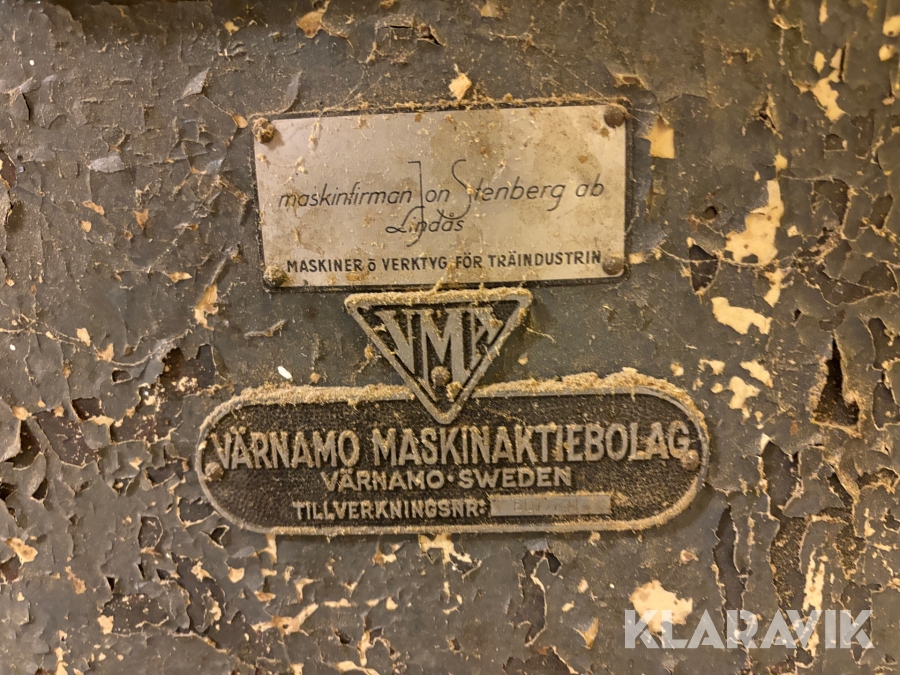 maskinfirman Jon Stenberg ab
Lindås
MASKINER ō VERKTYG FÖR TRÄINDUSTRIN
VMA
VÄRNAMO MASKINAKTIEBOLAG
VÄRNAMO·SWEDEN
TILLVERKNINGSNR:
KLARAVIK